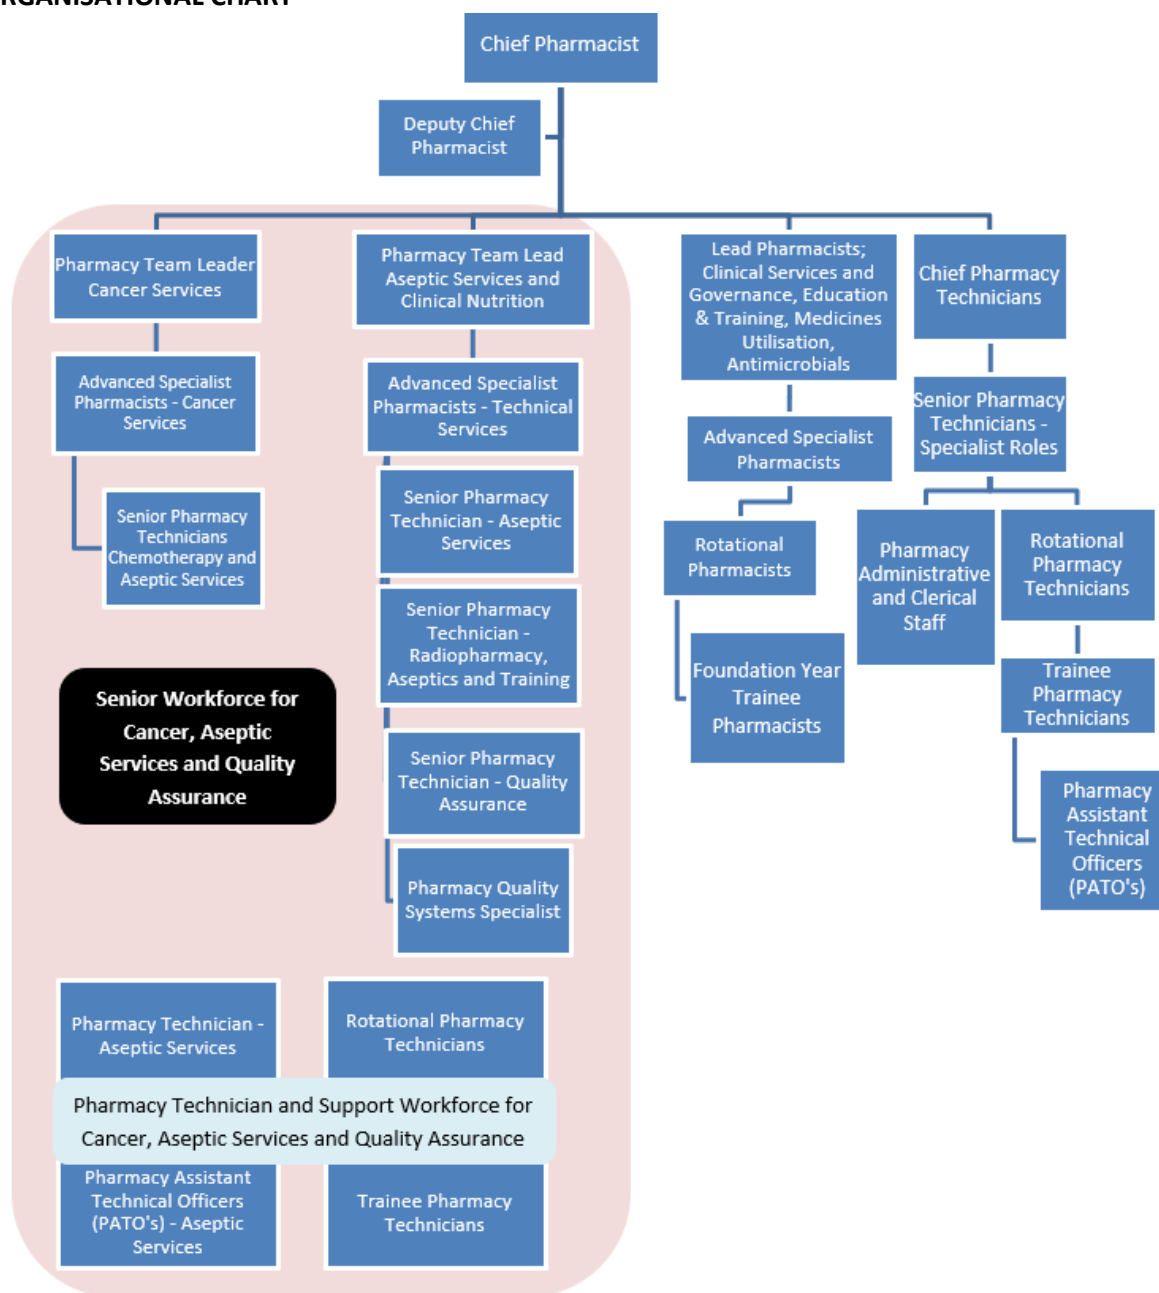 RGANISATIONAL CHART
Chief Pharmacist
Deputy Chief
Pharmacist
Pharmacy Team Leader
Cancer Services
Advanced Specialist
Pharmacists - Cancer
Services
Senior Pharmacy
Technicians
Chemotherapy and
Aseptic Services
Pharmacy Team Lead
Aseptic Services and
Clinical Nutrition
Advanced Specialist
Pharmacists - Technical
Services
Senior Pharmacy
Technician - Aseptic
Services
Senior Pharmacy
Technician -
Radiopharmacy,
Aseptics and Training
Senior Pharmacy
Technician - Quality
Assurance
Pharmacy Quality
Systems Specialist
Lead Pharmacists;
Clinical Services and
Governance, Education
& Training, Medicines
Utilisation,
Antimicrobials
Advanced Specialist
Pharmacists
Rotational
Pharmacists
Foundation Year
Trainee
Pharmacists
Chief Pharmacy
Technicians
Senior Pharmacy
Technicians -
Specialist Roles
Pharmacy
Administrative
and Clerical
Staff
Rotational
Pharmacy
Technicians
Trainee
Pharmacy
Technicians
Pharmacy
Assistant
Technical
Officers
(PATO's)
Senior Workforce for
Cancer, Aseptic
Services and Quality
Assurance
Pharmacy Technician -
Aseptic Services
Rotational Pharmacy
Technicians
Pharmacy Technician and Support Workforce for
Cancer, Aseptic Services and Quality Assurance
Pharmacy Assistant
Technical Officers
(PATO's) - Aseptic
Services
Trainee Pharmacy
Technicians